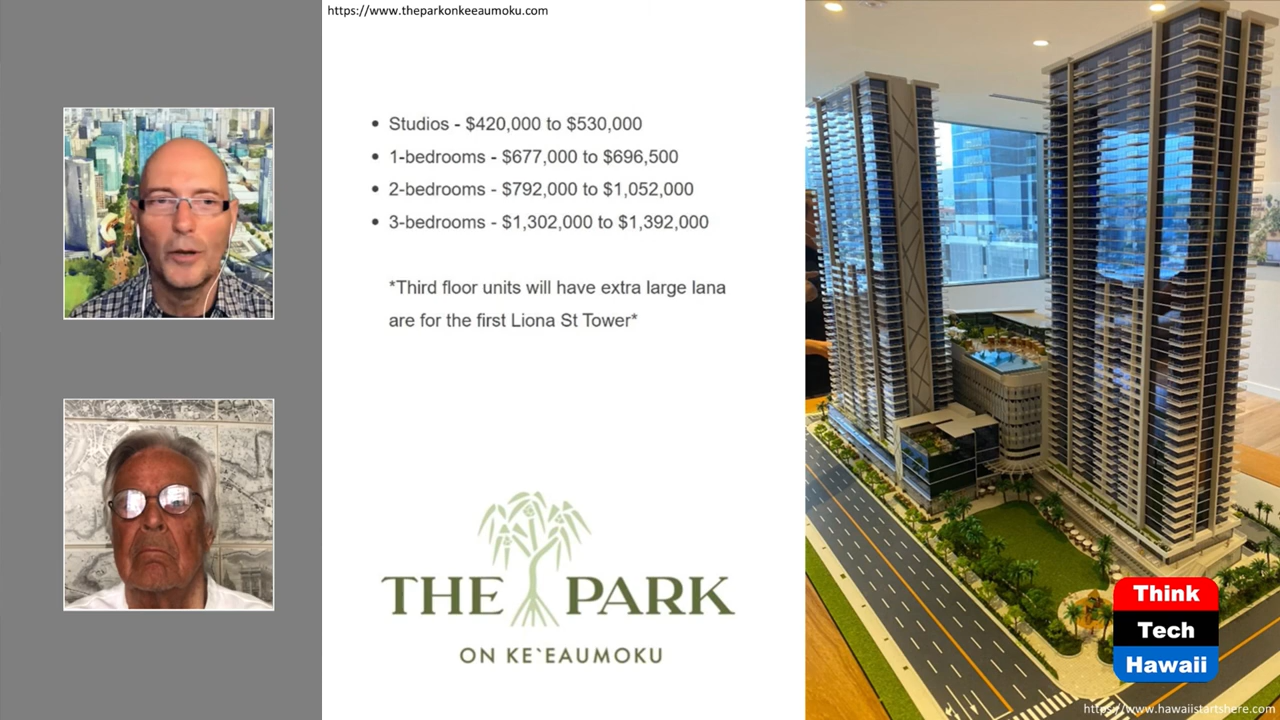 https://www.theparkonkeeaumoku.com
• Studios - $420,000 to $530,000
• 1-bedrooms - $677,000 to $696,500
• 2-bedrooms - $792,000 to $1,052,000
• 3-bedrooms - $1,302,000 to $1,392,000
*Third floor units will have extra large lana
are for the first Liona St Tower*
THE PARK
ON KE`EAUMOKU
Think
Tech
Hawaii
https://www.hawaiistartshere.com